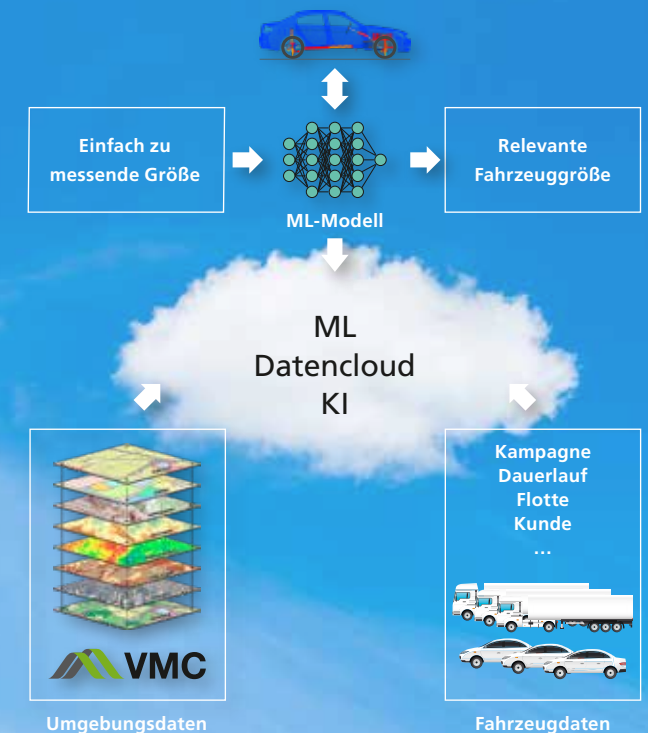 Einfach zu
messende Größe
ML-Modell
Relevante
Fahrzeuggröße
ML
Datencloud
KI
VMC
Umgebungsdaten
Kampagne
Dauerlauf
Flotte
Kunde
...
Fahrzeugdaten